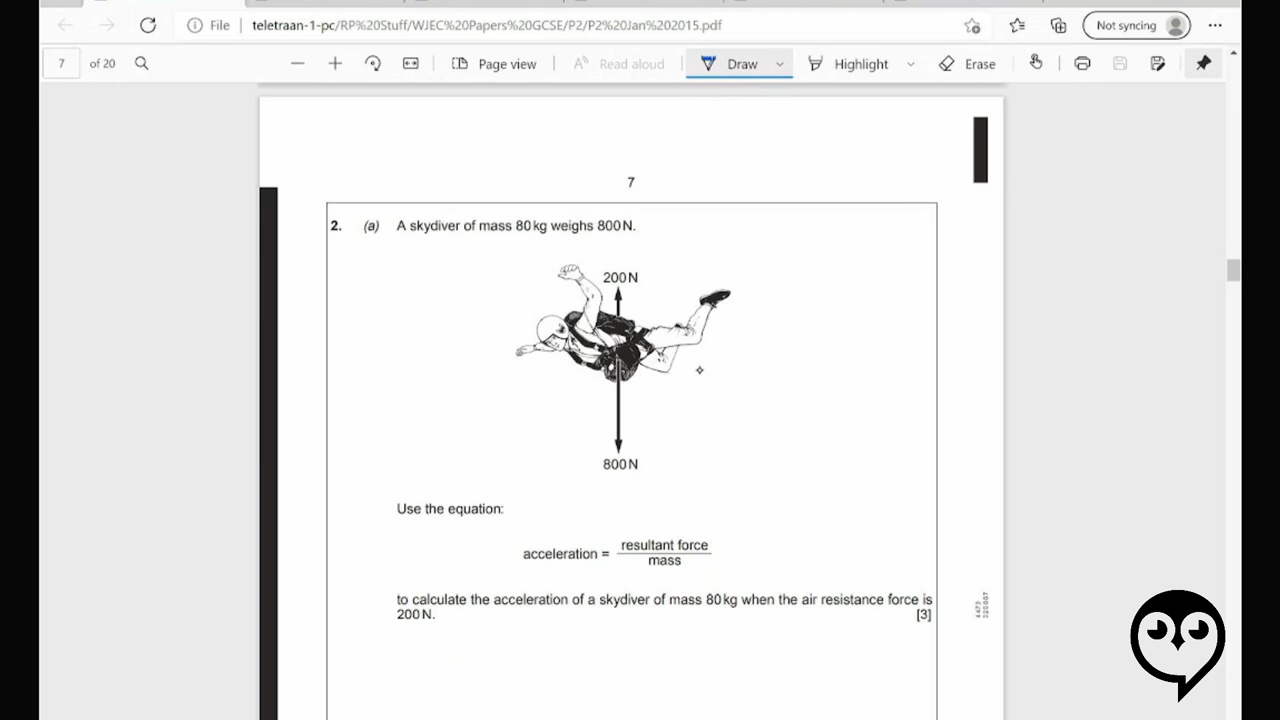 File
teletraan-1-pc/RP%20Stuff/WJEC%20Papers%20GCSE/P2/P2%20Jan%202015.pdf
Not syncing
7 of 20
Page view
Read aloud
Draw
Highlight
Erase
7
2. (a) A skydiver of mass 80 kg weighs 800 N.
200 N
800 N
Use the equation:
acceleration = resultant force
mass
to calculate the acceleration of a skydiver of mass 80 kg when the air resistance force is
200 N. [3]